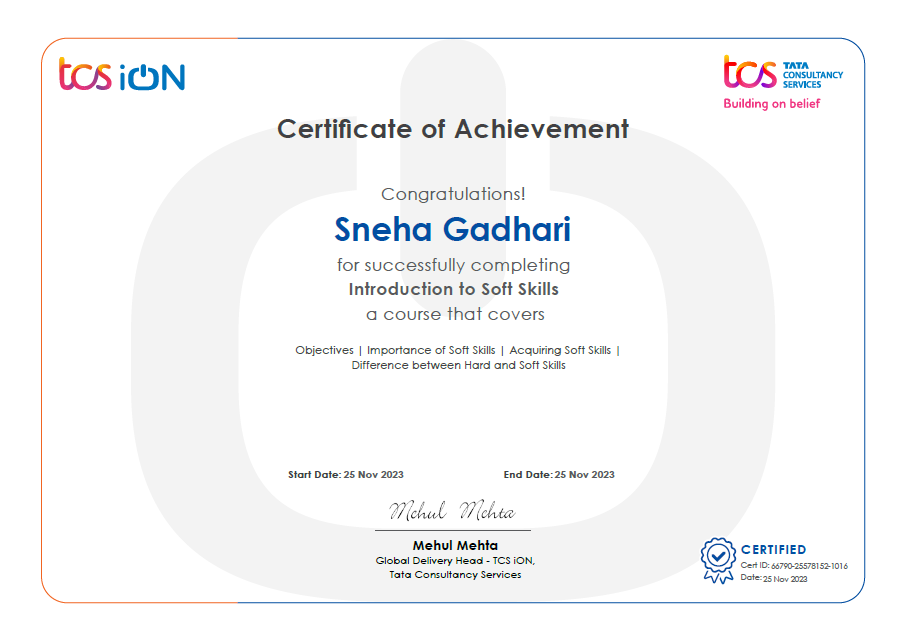 tcs iON
tcs TATA
CONSULTANCY
SERVICES
Building on belief
Certificate of Achievement
Congratulations!
Sneha Gadhari
for successfully completing
Introduction to Soft Skills
a course that covers
Objectives | Importance of Soft Skills | Acquiring Soft Skills |
Difference between Hard and Soft Skills
Start Date: 25 Nov 2023
End Date: 25 Nov 2023
Mehul Mehta
Mehul Mehta
Global Delivery Head - TCS iON,
Tata Consultancy Services
CERTIFIED
Cert ID: 66790-25578152-1016
Date: 25 Nov 2023